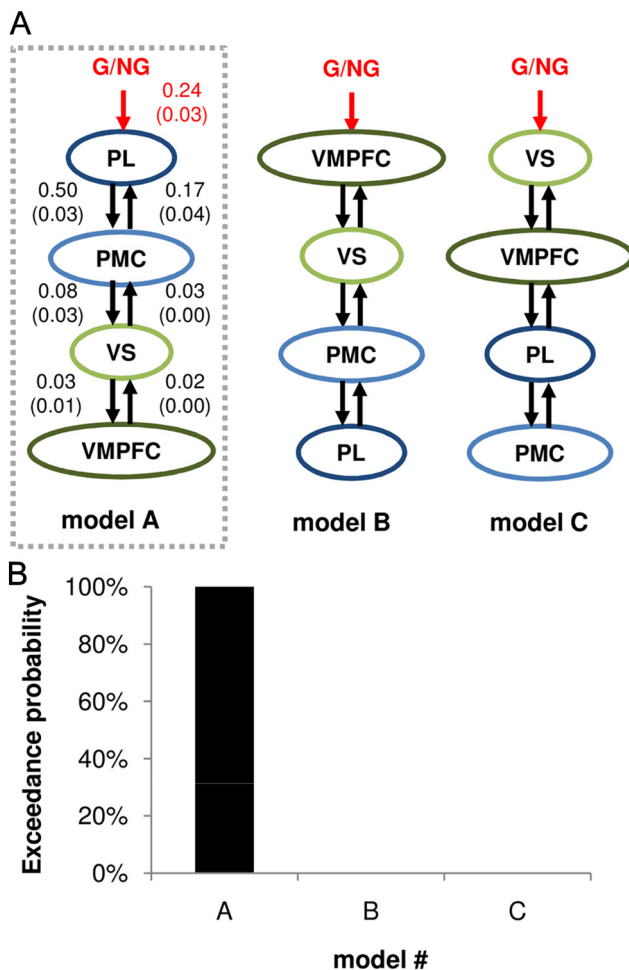 A
G/NG G/NG G/NG
0.24
(0.03)
PL VMPFC VS
0.50 0.17
(0.03) (0.04)
PMC VS VMPFC
0.08 0.03
(0.03) (0.00)
VS PMC PL
0.03 0.02
(0.01) (0.00)
VMPFC PL PMC
model A model B model C
B
Exceedance probability
100%
80%
60%
40%
20%
0%
A B C
model #